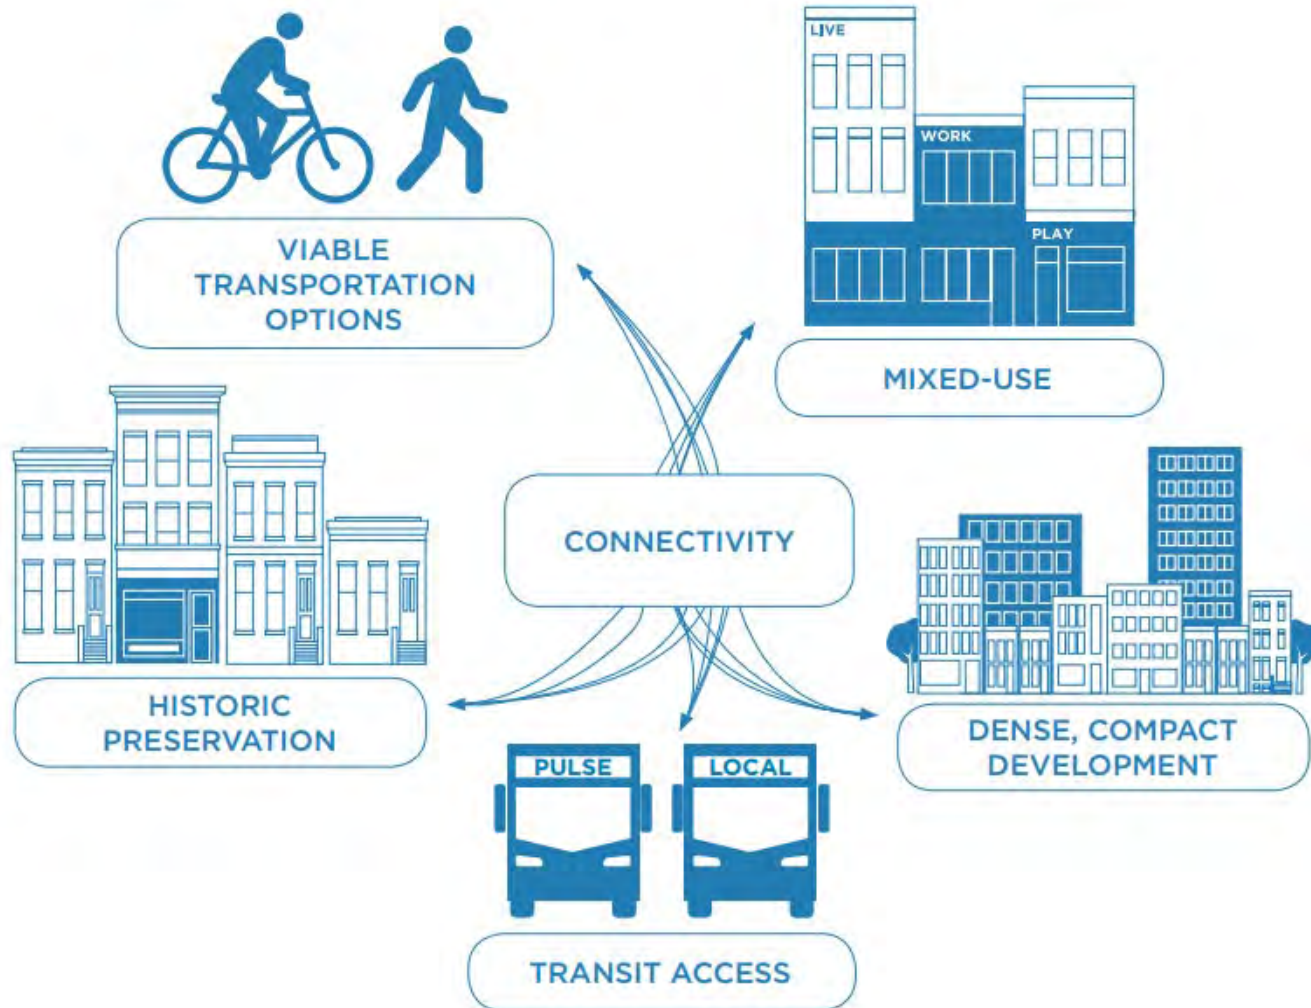 LIVE
WORK
PLAY
VIABLE
TRANSPORTATION
OPTIONS
MIXED-USE
CONNECTIVITY
HISTORIC
PRESERVATION
DENSE, COMPACT
DEVELOPMENT
PULSE
LOCAL
TRANSIT ACCESS